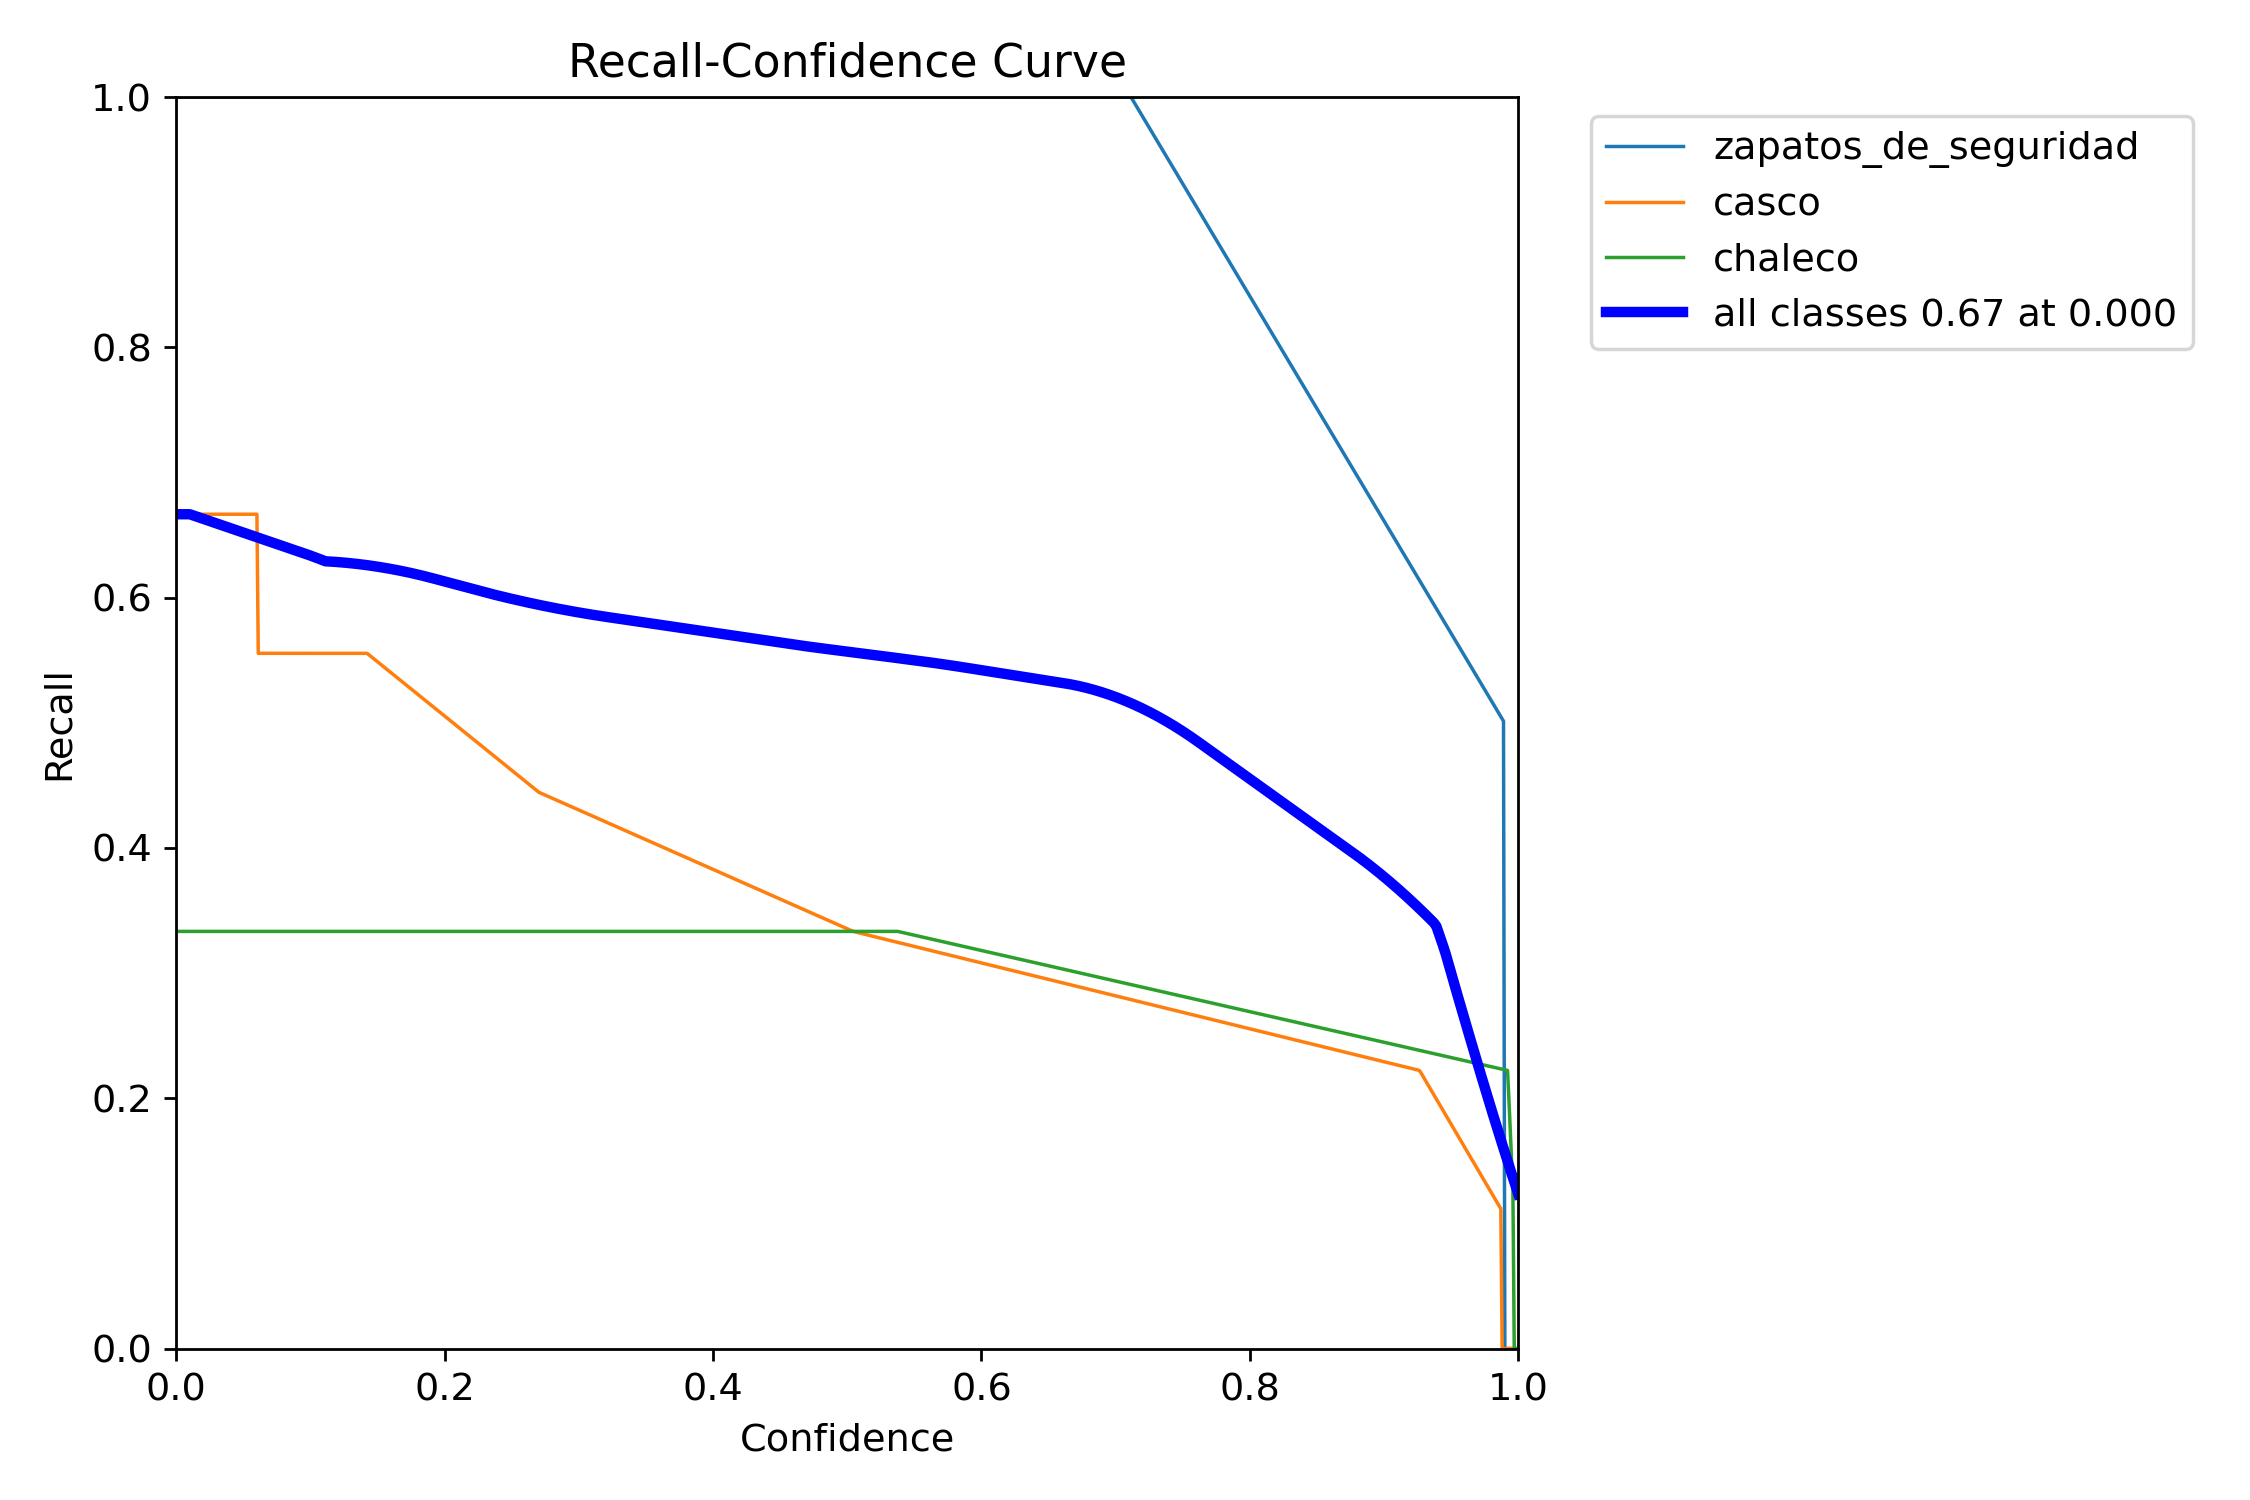 Recall-Confidence Curve
1.0
0.8
0.6
0.4
0.2
0.0
Recall
0.0 0.2 0.4 0.6 0.8 1.0
Confidence
zapatos_de_seguridad
casco
chaleco
all classes 0.67 at 0.000